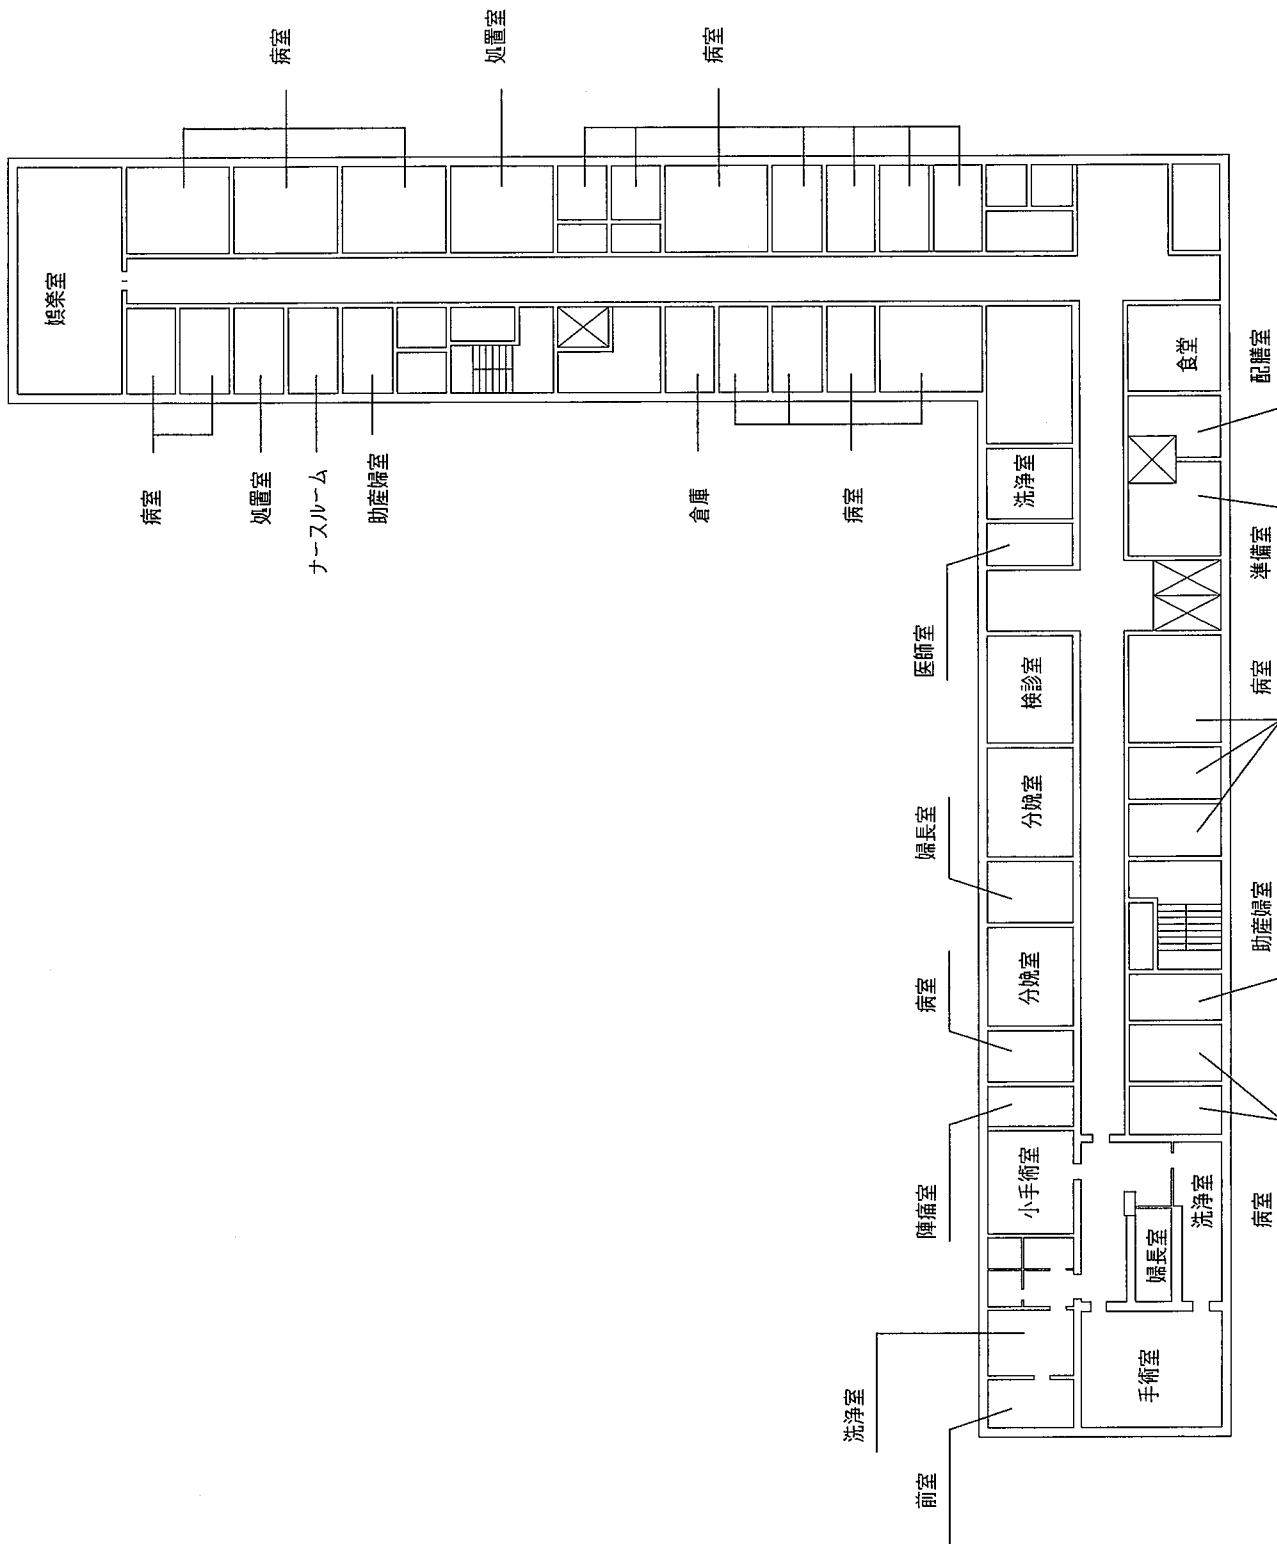 病室
処置室
病室
娯楽室
病室
処置室
ナースルーム
助産婦室
倉庫
病室
食堂
配膳室
洗浄室
準備室
医師室
検診室
病室
分娩室
婦長室
分娩室
助産婦室
病室
小手術室
陣痛室
洗浄室
婦長室
病室
手術室
洗浄室
前室